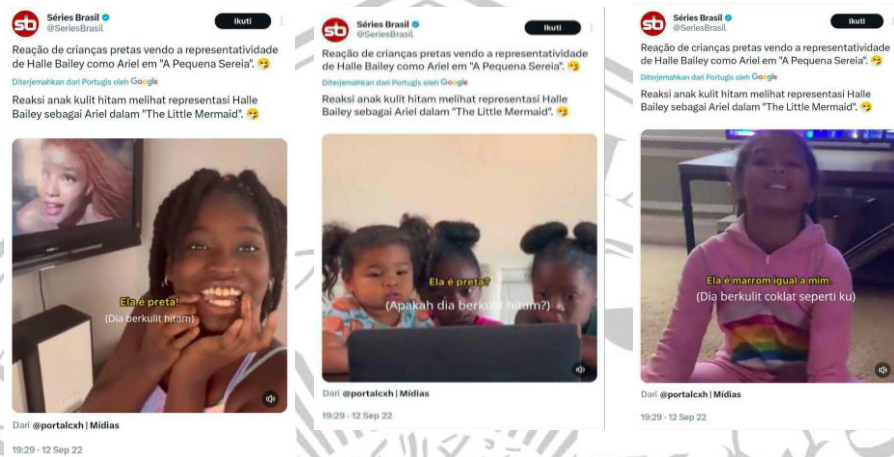 Séries Brasil
@SeriesBrasil
Ikuti
Reação de crianças pretas vendo a representatividade
de Halle Bailey como Ariel em "A Pequena Sereia". 🤧
Diterjemahkan dari Portugis oleh Google
Reaksi anak kulit hitam melihat representasi Halle
Bailey sebagai Ariel dalam "The Little Mermaid". 🤧
Ela é preta!
(Dia berkulit hitam)
Dari @portalcxh | Mídias
19:29 · 12 Sep 22
Séries Brasil
@SeriesBrasil
Ikuti
Reação de crianças pretas vendo a representatividade
de Halle Bailey como Ariel em "A Pequena Sereia". 🤧
Diterjemahkan dari Portugis oleh Google
Reaksi anak kulit hitam melihat representasi Halle
Bailey sebagai Ariel dalam "The Little Mermaid". 🤧
Ela é preta?
(Apakah dia berkulit hitam?)
Dari @portalcxh | Mídias
19:29 · 12 Sep 22
Séries Brasil
@SeriesBrasil
Ikuti
Reação de crianças pretas vendo a representatividade
de Halle Bailey como Ariel em "A Pequena Sereia". 🤧
Diterjemahkan dari Portugis oleh Google
Reaksi anak kulit hitam melihat representasi Halle
Bailey sebagai Ariel dalam "The Little Mermaid". 🤧
Ela é marrom igual a mim.
(Dia berkulit coklat seperti ku)
Dari @portalcxh | Mídias
19:29 · 12 Sep 22